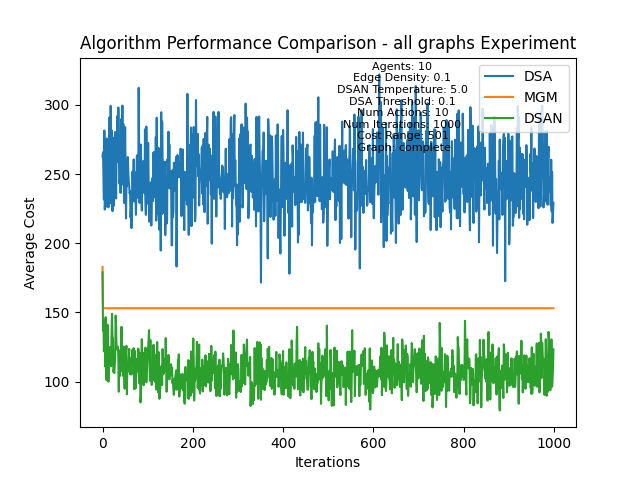 Algorithm Performance Comparison - all graphs Experiment
Agents: 10
Edge Density: 0.1
DSAN Temperature: 5.0
DSA Threshold: 0.1
Num Actions: 10
Num Iterations: 1000
Cost Range: 501
Graph: complete
DSA
MGM
DSAN
Average Cost
300
250
200
150
100
0
200
400
600
800
1000
Iterations